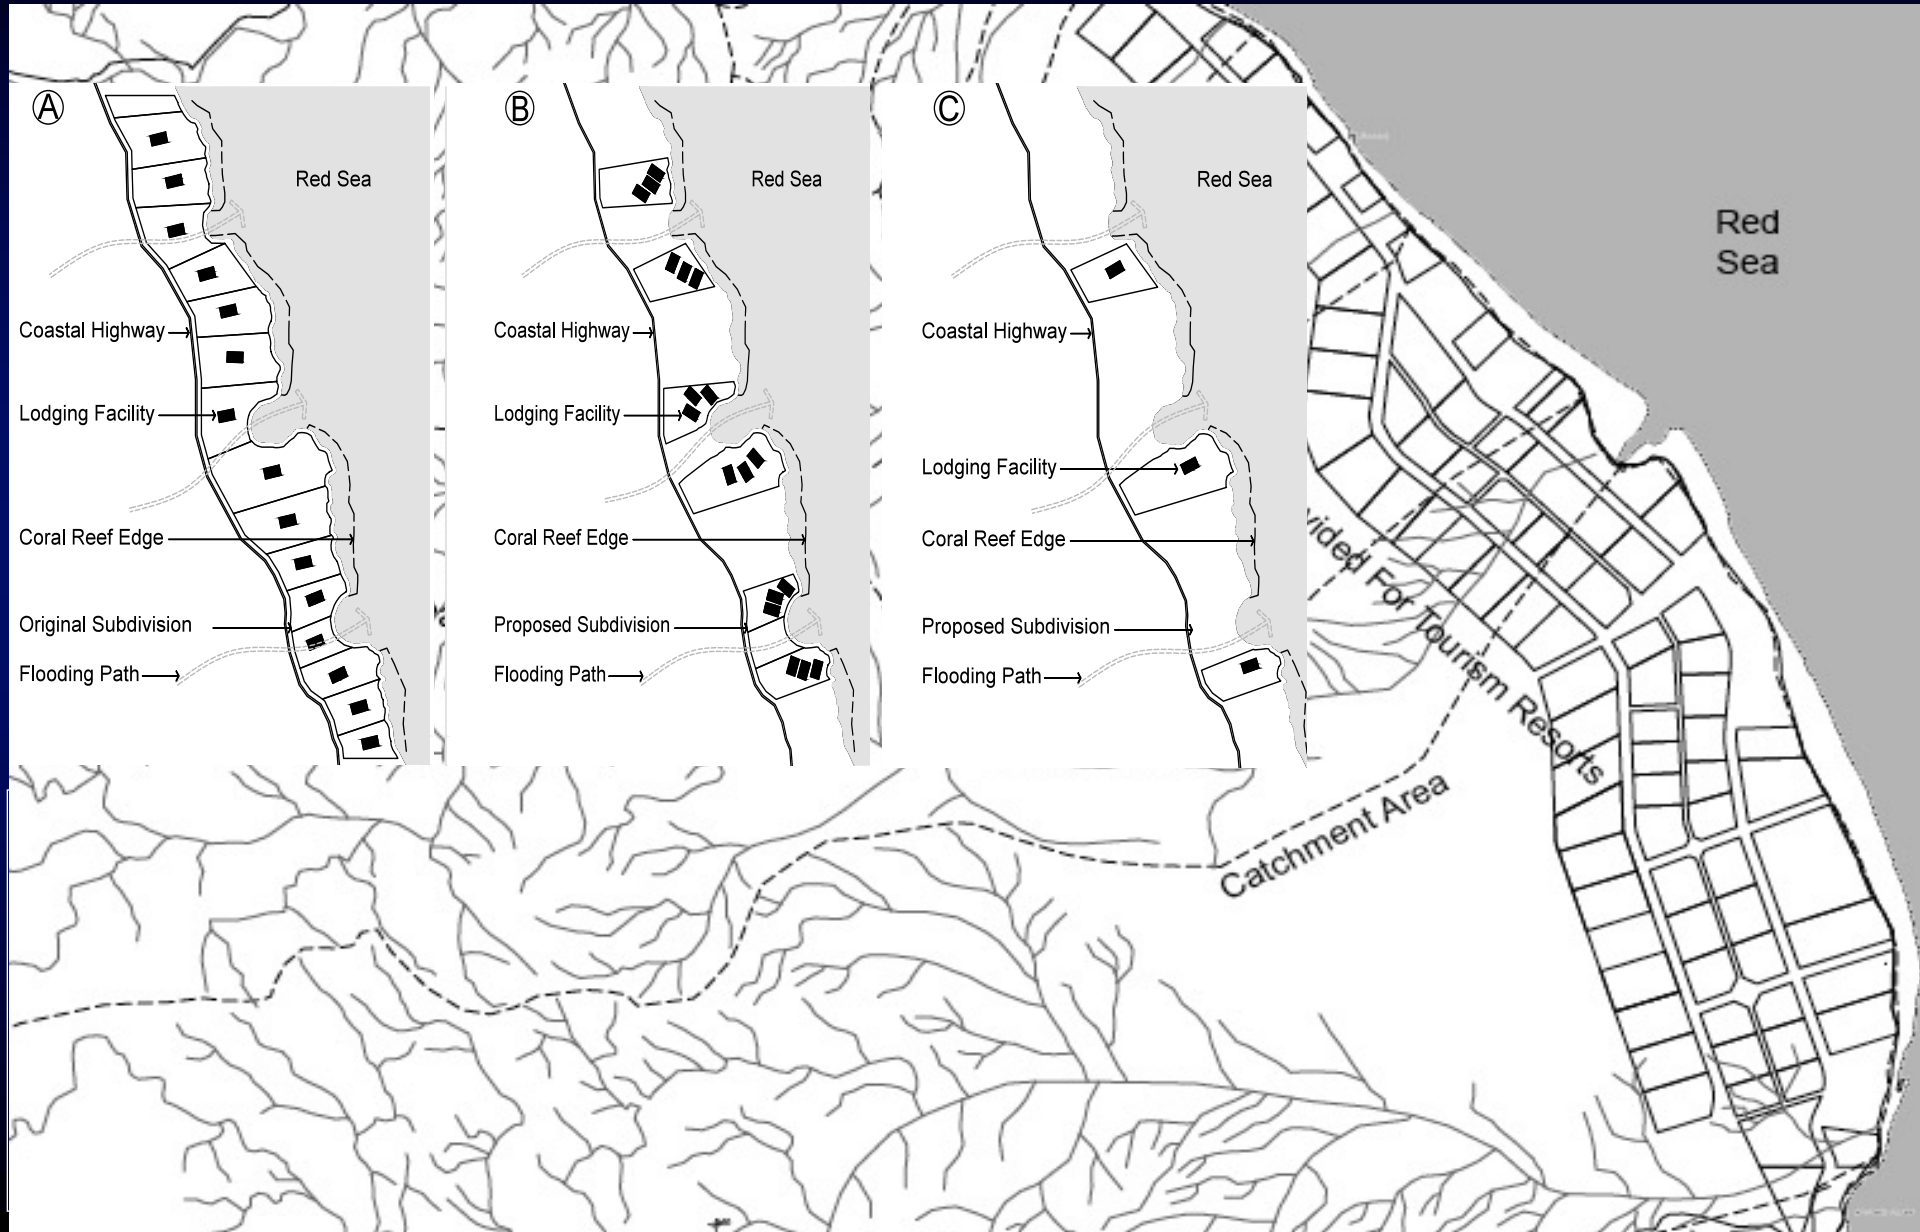 A
Red Sea
Coastal Highway
Lodging Facility
Coral Reef Edge
Original Subdivision
Flooding Path
B
Red Sea
Coastal Highway
Lodging Facility
Coral Reef Edge
Proposed Subdivision
Flooding Path
C
Red Sea
Coastal Highway
Lodging Facility
Coral Reef Edge
Proposed Subdivision
Flooding Path
Red
Sea
vided For Tourism Resorts
Catchment Area